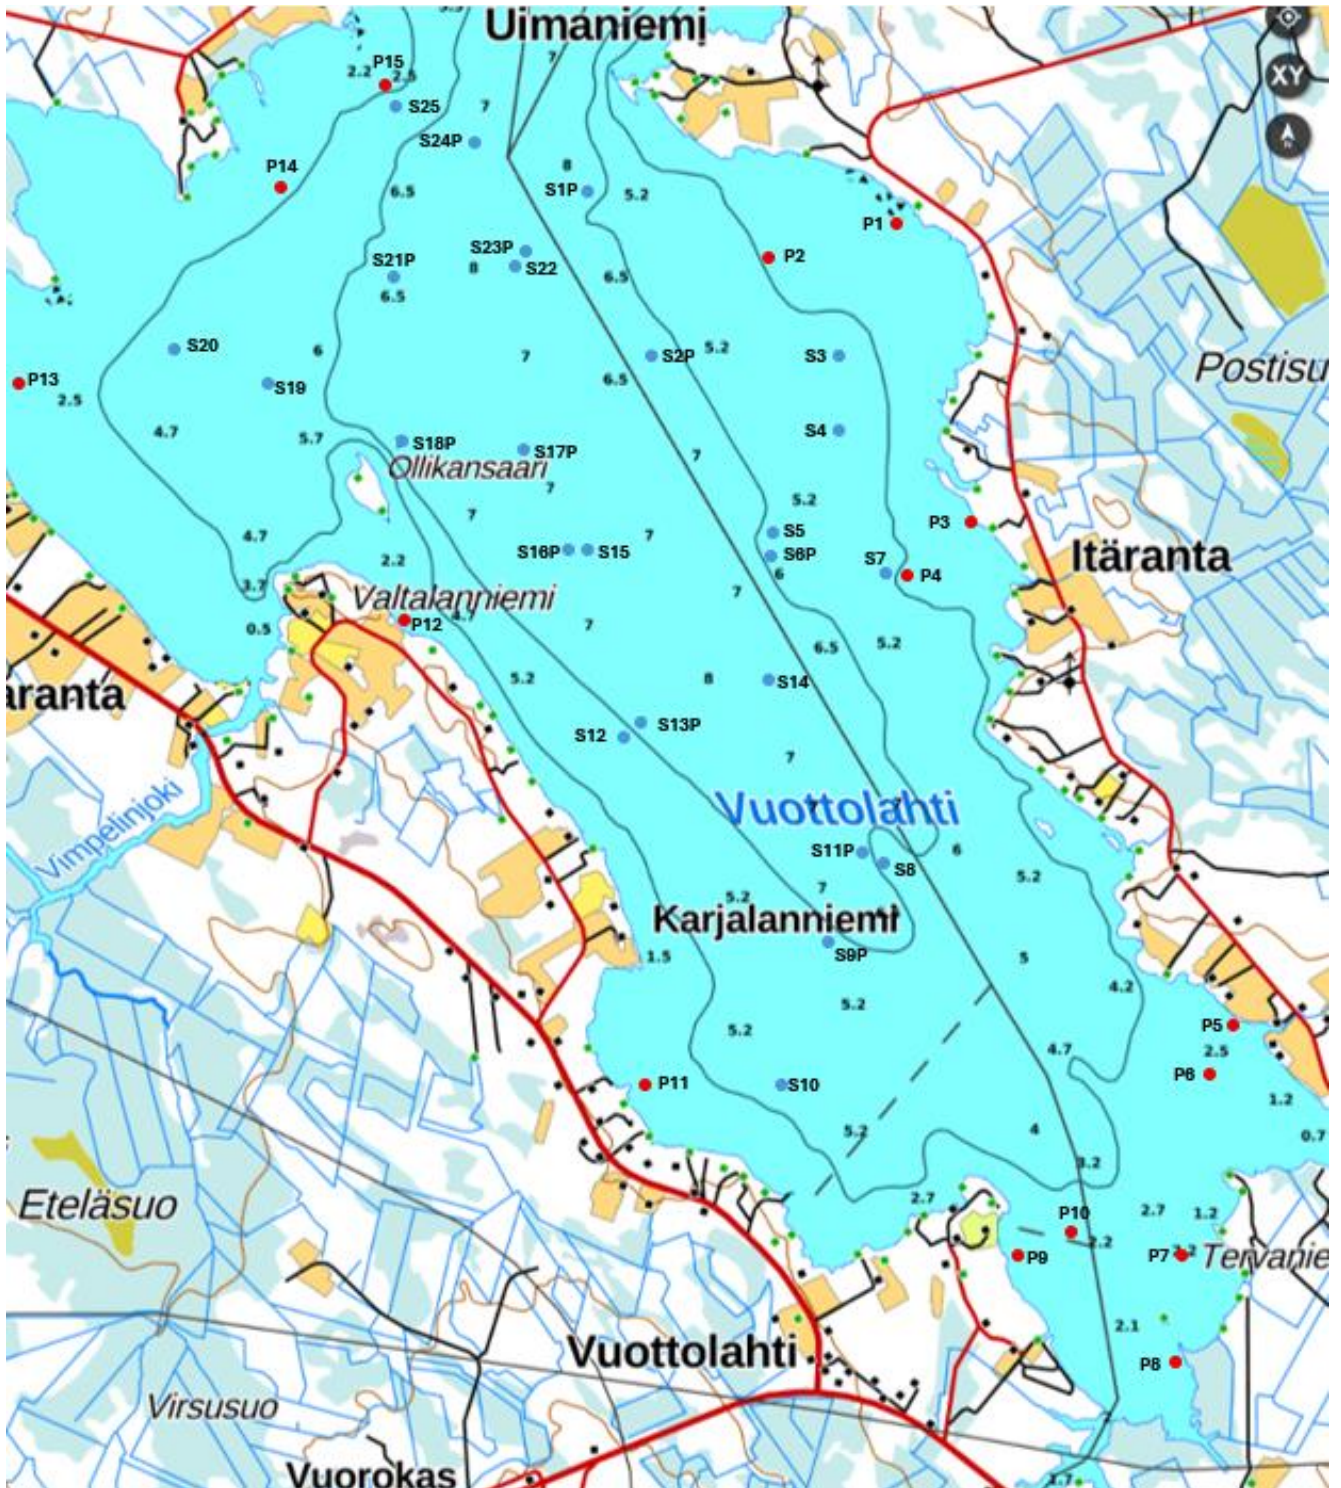 Uimaniemi
XY
P15
2.2
2.5
S25
7
7
S24P
P14
6.5
8
S1P
5.2
P1
S23P
S22
8
S21P
6.5
P2
6.5
S20
6
7
S2P
5.2
S3
Postisu
P13
2.5
S19
6.5
4.7
5.7
S18P
S17P
S4
Ollikansaari
7
7
5.2
7
4.7
S16P
S15
7
S5
S6P
6
P3
S7
P4
Itäranta
2.2
3.7
Valtalanniemi
4.7
P12
0.5
7
7
6.5
5.2
aranta
5.2
8
S14
S13P
S12
7
Vuottolahti
Vimpelinjoki
S11P
S8
6
7
5.2
5.2
Karjalanniemi
1.5
S9P
5
4.2
5.2
5.2
P5
4.7
2.5
P6
P11
S10
1.2
5.2
4
0.7
3.2
Eteläsuo
2.7
P10
2.2
2.7
1.2
P9
P7
Tervanie
2.1
Vuottolahti
P8
Virsusuo
Vuorokas
1.7